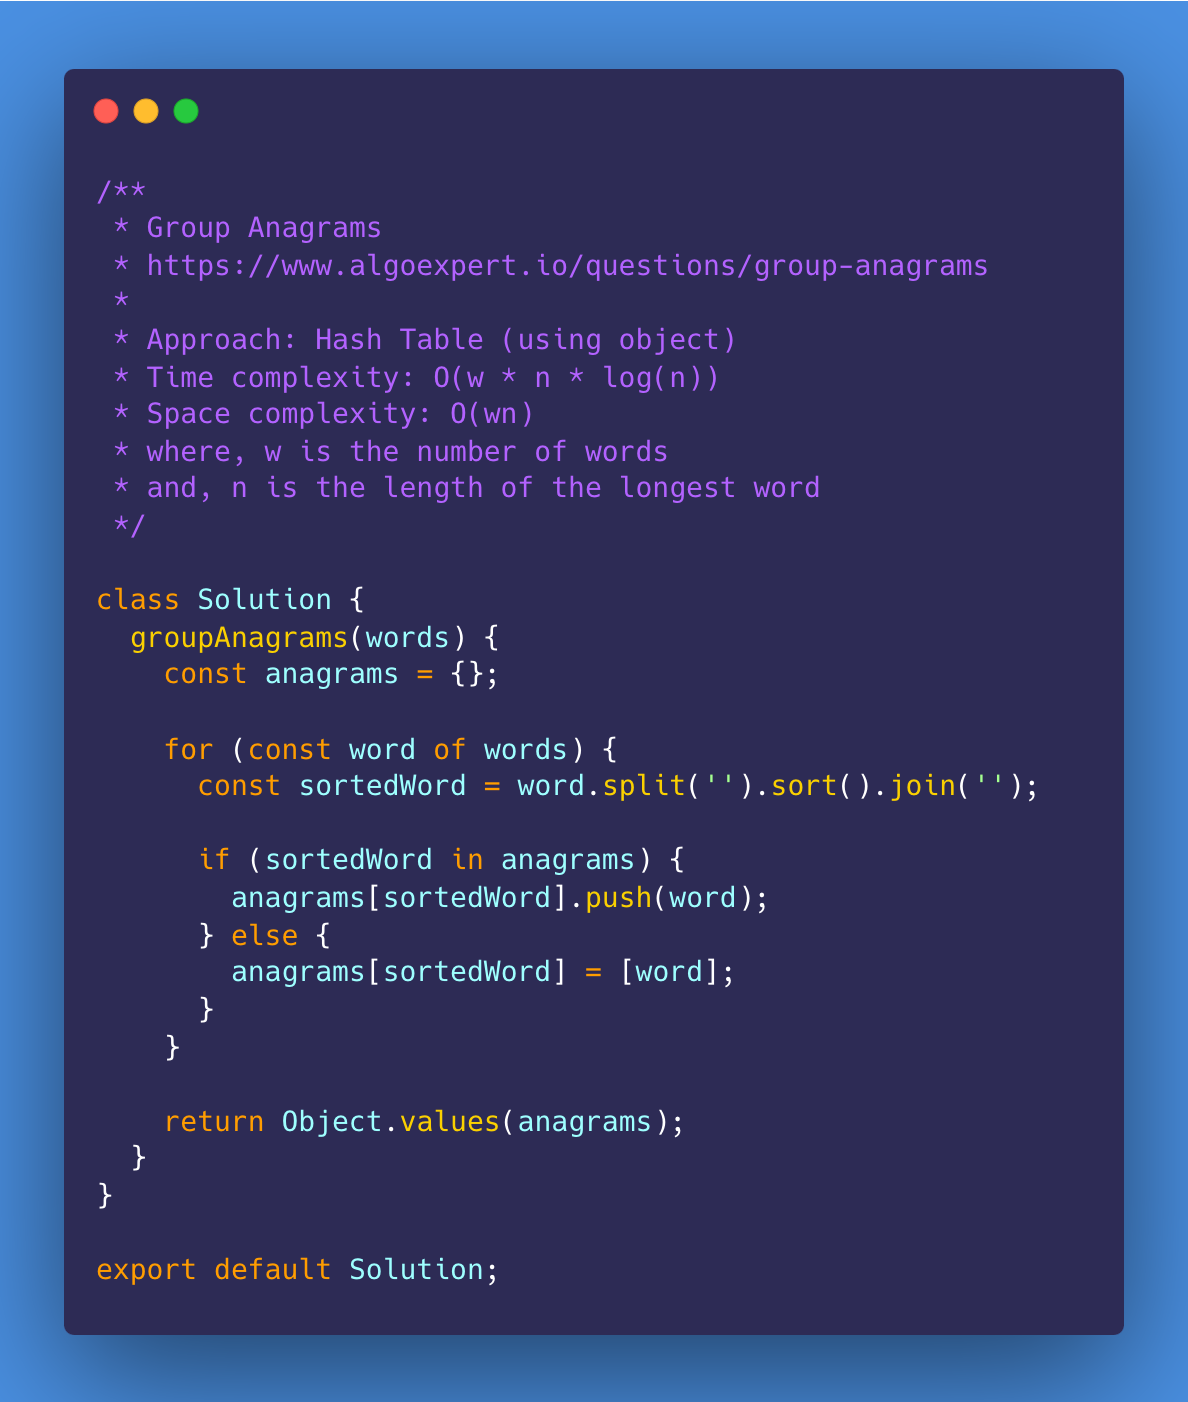 /**
 * Group Anagrams
 * https://www.algoexpert.io/questions/group-anagrams
 *
 * Approach: Hash Table (using object)
 * Time complexity: O(w * n * log(n))
 * Space complexity: O(wn)
 * where, w is the number of words
 * and, n is the length of the longest word
 */

class Solution {
  groupAnagrams(words) {
    const anagrams = {};

    for (const word of words) {
      const sortedWord = word.split('').sort().join('');

      if (sortedWord in anagrams) {
        anagrams[sortedWord].push(word);
      } else {
        anagrams[sortedWord] = [word];
      }
    }

    return Object.values(anagrams);
  }
}

export default Solution;